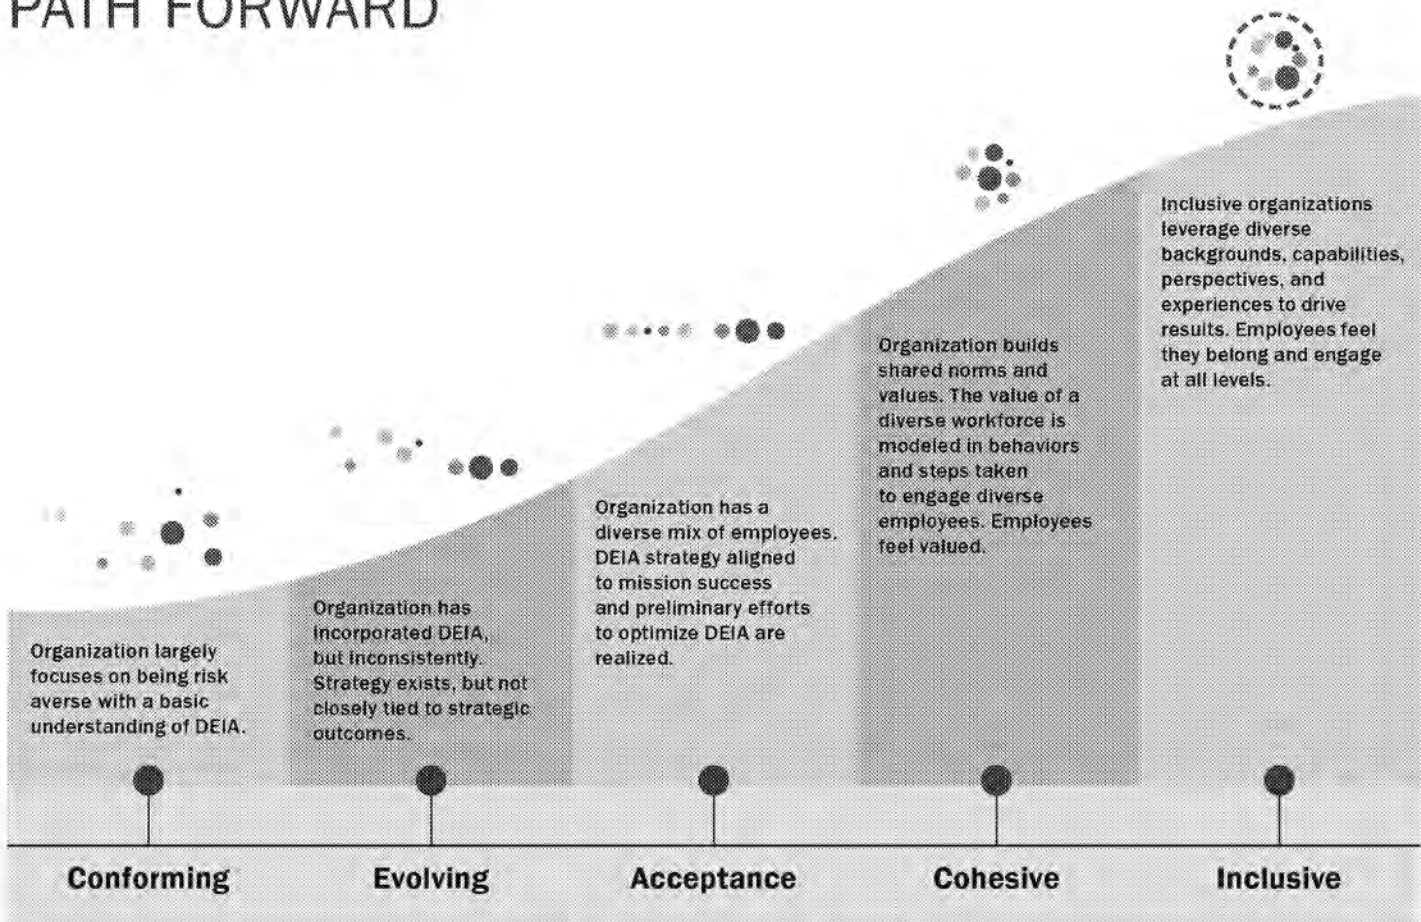 PATH FORWARD
Inclusive organizations
leverage diverse
backgrounds, capabilities,
perspectives, and
experiences to drive
results. Employees feel
they belong and engage
at all levels.
Organization builds
shared norms and
values. The value of a
diverse workforce is
modeled in behaviors
and steps taken
to engage diverse
employees. Employees
feel valued.
Organization has a
diverse mix of employees.
DEIA strategy aligned
to mission success
and preliminary efforts
to optimize DEIA are
realized.
Organization has
incorporated DEIA,
but inconsistently.
Strategy exists, but not
closely tied to strategic
outcomes.
Organization largely
focuses on being risk
averse with a basic
understanding of DEIA.
Conforming
Evolving
Acceptance
Cohesive
Inclusive